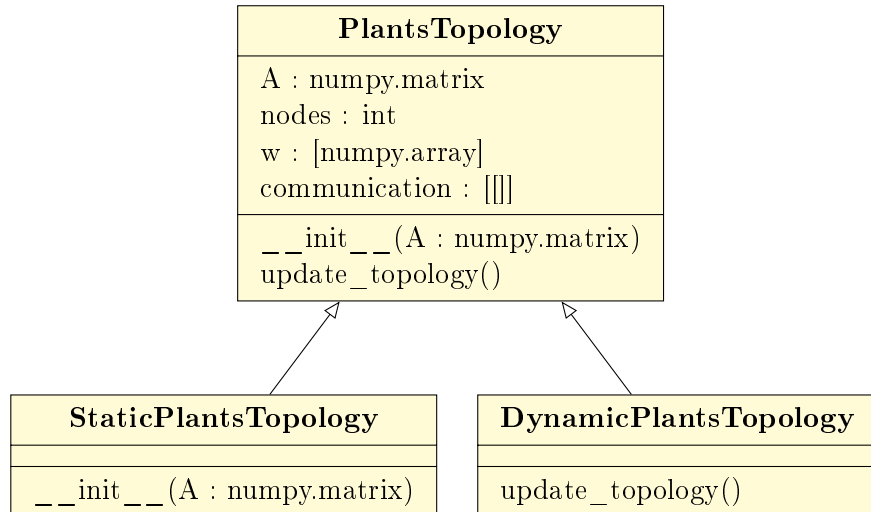 PlantsTopology
A : numpy.matrix
nodes : int
w : [numpy.array]
communication : [[]]
__init__(A : numpy.matrix)
update_topology()
StaticPlantsTopology
__init__(A : numpy.matrix)
DynamicPlantsTopology
update_topology()